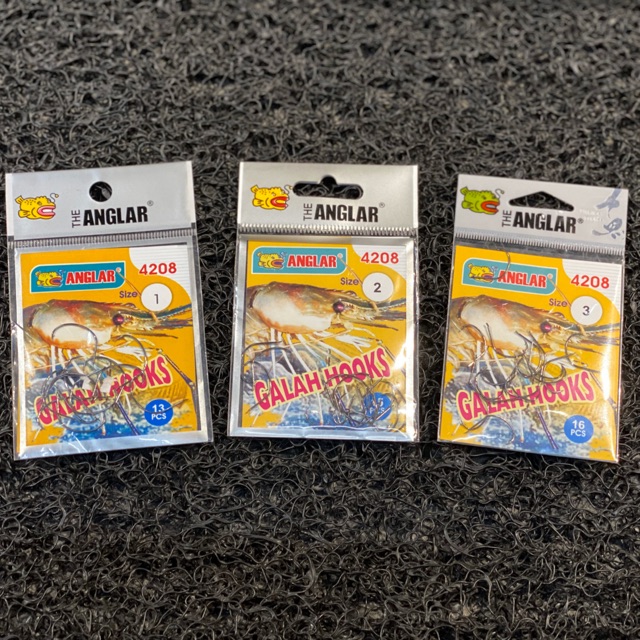 THE ANGLAR®
ANGLAR
4208
Size 1
GALAH HOOKS
13 PCS
THE ANGLAR®
ANGLAR
4208
Size 2
GALAH HOOKS
THE ANGLAR®
ANGLAR
4208
Size 3
GALAH HOOKS
16 PCS